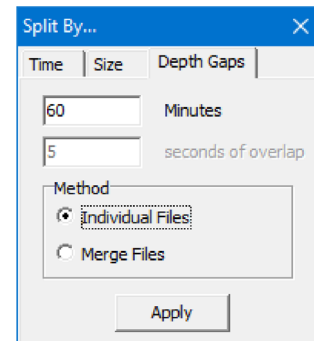 Split By...
Time Size Depth Gaps
60 Minutes
5 seconds of overlap
Method
Individual Files
Merge Files
Apply